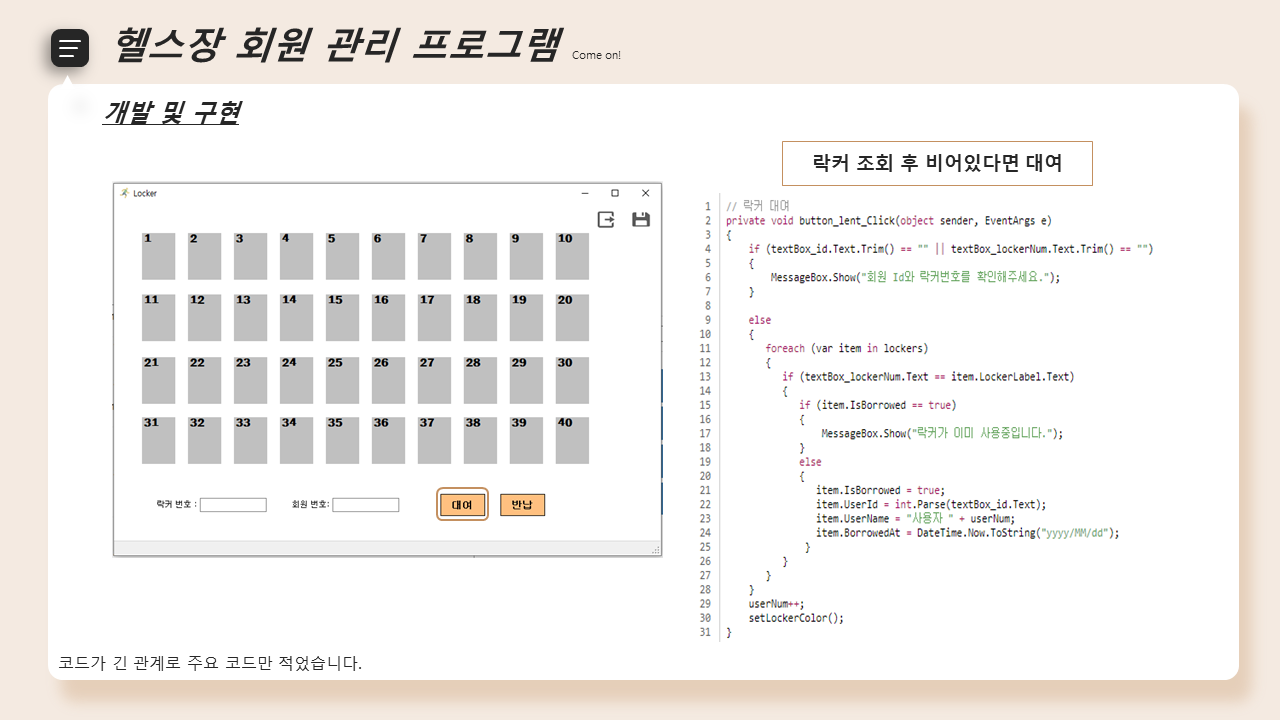 헬스장 회원 관리 프로그램 Come on!
개발 및 구현
락커 조회 후 비어있다면 대여
Locker
1 2 3 4 5 6 7 8 9 10
11 12 13 14 15 16 17 18 19 20
21 22 23 24 25 26 27 28 29 30
31 32 33 34 35 36 37 38 39 40
락커 번호 : 회원 번호: 대여 반납
1 // 락커 대여
2 private void button_lent_Click(object sender, EventArgs e)
3 {
4 if (textBox_id.Text.Trim() == "" || textBox_lockerNum.Text.Trim() == "")
5 {
6 MessageBox.Show("회원 Id와 락커번호를 확인해주세요.");
7 }
8
9 else
10 {
11 foreach (var item in lockers)
12 {
13 if (textBox_lockerNum.Text == item.LockerLabel.Text)
14 {
15 if (item.IsBorrowed == true)
16 {
17 MessageBox.Show("락커가 이미 사용중입니다.");
18 }
19 else
20 {
21 item.IsBorrowed = true;
22 item.UserId = int.Parse(textBox_id.Text);
23 item.UserName = "사용자 " + userNum;
24 item.BorrowedAt = DateTime.Now.ToString("yyyy/MM/dd");
25 }
26 }
27 }
28 }
29 userNum++;
30 setLockerColor();
31 }
코드가 긴 관계로 주요 코드만 적었습니다.